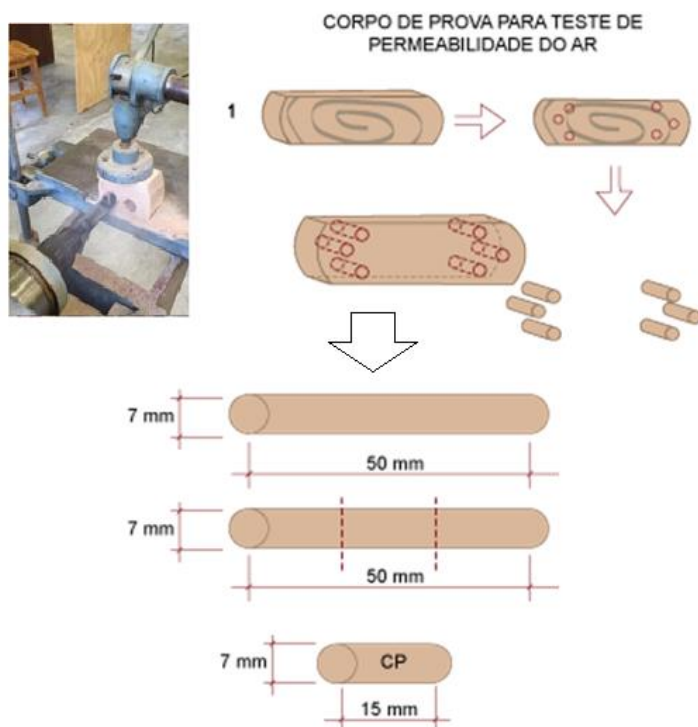 CORPO DE PROVA PARA TESTE DE
PERMEABILIDADE DO AR
1
7 mm
50 mm
7 mm
50 mm
7 mm
CP
15 mm